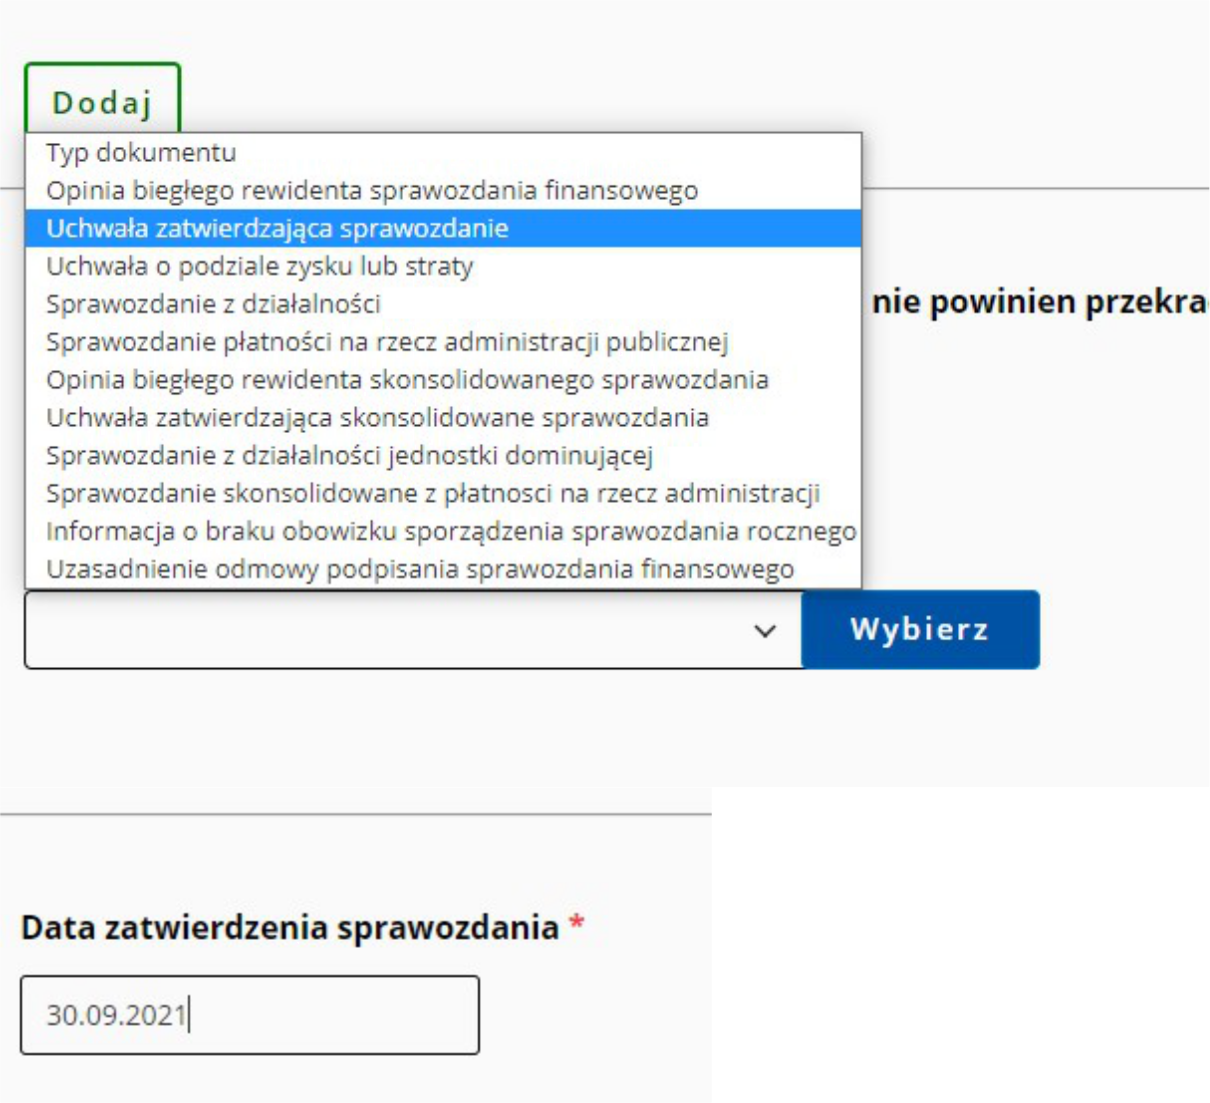 Dodaj
Typ dokumentu
Opinia biegłego rewidenta sprawozdania finansowego
Uchwała zatwierdzająca sprawozdanie
Uchwała o podziale zysku lub straty
Sprawozdanie z działalności
nie powinien przekra
Sprawozdanie płatności na rzecz administracji publicznej
Opinia biegłego rewidenta skonsolidowanego sprawozdania
Uchwała zatwierdzająca skonsolidowane sprawozdania
Sprawozdanie z działalności jednostki dominującej
Sprawozdanie skonsolidowane z płatnosci na rzecz administracji
Informacja o braku obowizku sporządzenia sprawozdania rocznego
Uzasadnienie odmowy podpisania sprawozdania finansowego
Wybierz
Data zatwierdzenia sprawozdania *
30.09.2021